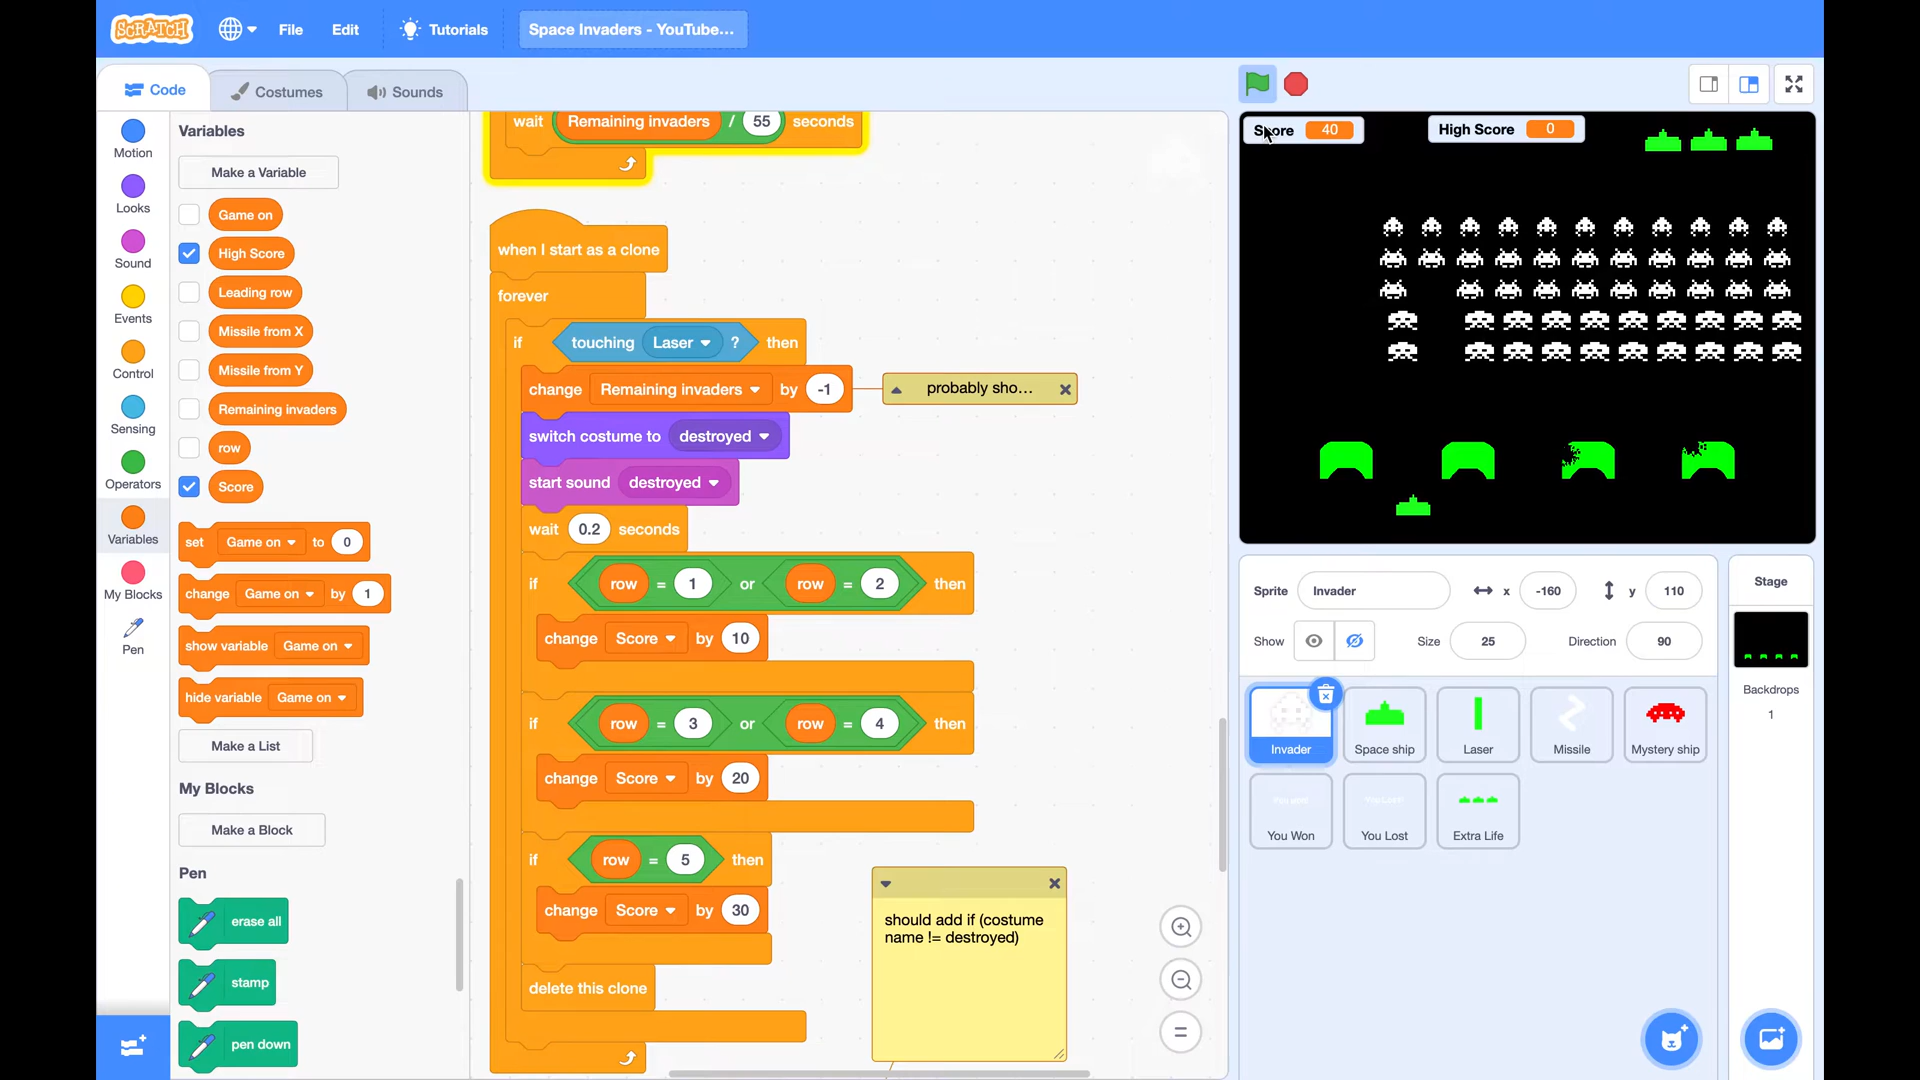 SCRATCH File Edit Tutorials Space Invaders - YouTube...
Code Costumes Sounds
Motion
Looks
Sound
Events
Control
Sensing
Operators
Variables
My Blocks
Pen
Variables
Make a Variable
Game on
High Score
Leading row
Missile from X
Missile from Y
Remaining invaders
row
Score
set Game on to 0
change Game on by 1
show variable Game on
hide variable Game on
Make a List
My Blocks
Make a Block
Pen
erase all
stamp
pen down
wait Remaining invaders / 55 seconds
when I start as a clone
forever
if touching Laser ? then
change Remaining invaders by -1 probably sho...
switch costume to destroyed
start sound destroyed
wait 0.2 seconds
if row = 1 or row = 2 then
change Score by 10
if row = 3 or row = 4 then
change Score by 20
if row = 5 then
change Score by 30
delete this clone
should add if (costume
name != destroyed)
Score 40 High Score 0
Sprite Invader x -160 y 110
Show Size 25 Direction 90
Invader Space ship Laser Missile Mystery ship
You Won You Lost Extra Life
Stage
Backdrops
1